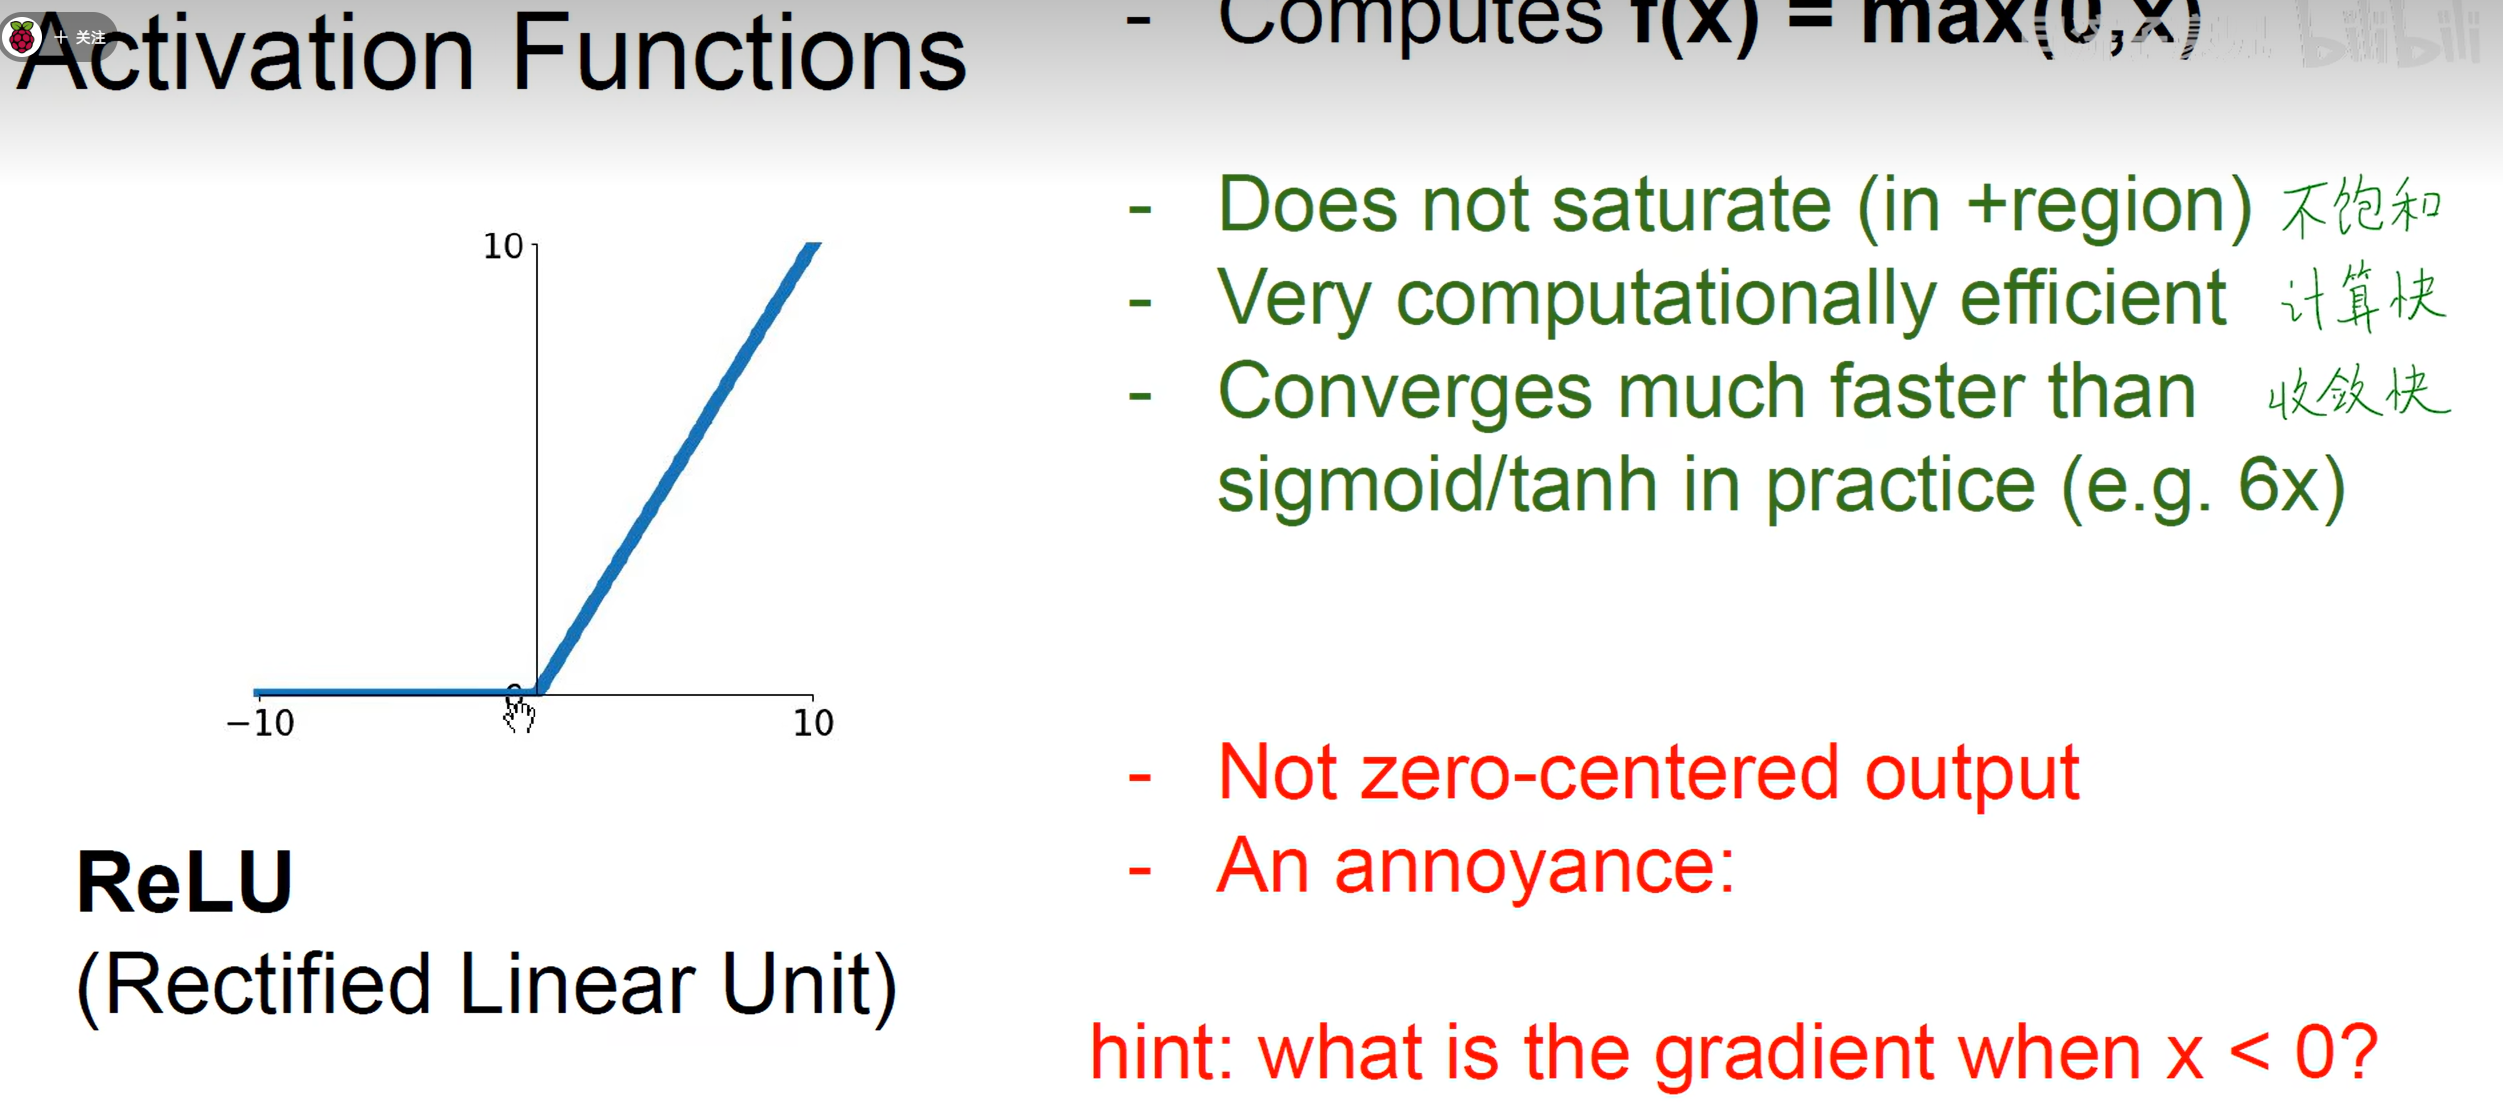 + 关注
Activation Functions
- Computes f(x) = max(0,x)
bilibili
- Does not saturate (in +region) 不饱和
- Very computationally efficient 计算快
- Converges much faster than 收敛快
sigmoid/tanh in practice (e.g. 6x)
10
0
−10
10
- Not zero-centered output
- An annoyance:
ReLU
(Rectified Linear Unit)
hint: what is the gradient when x < 0?